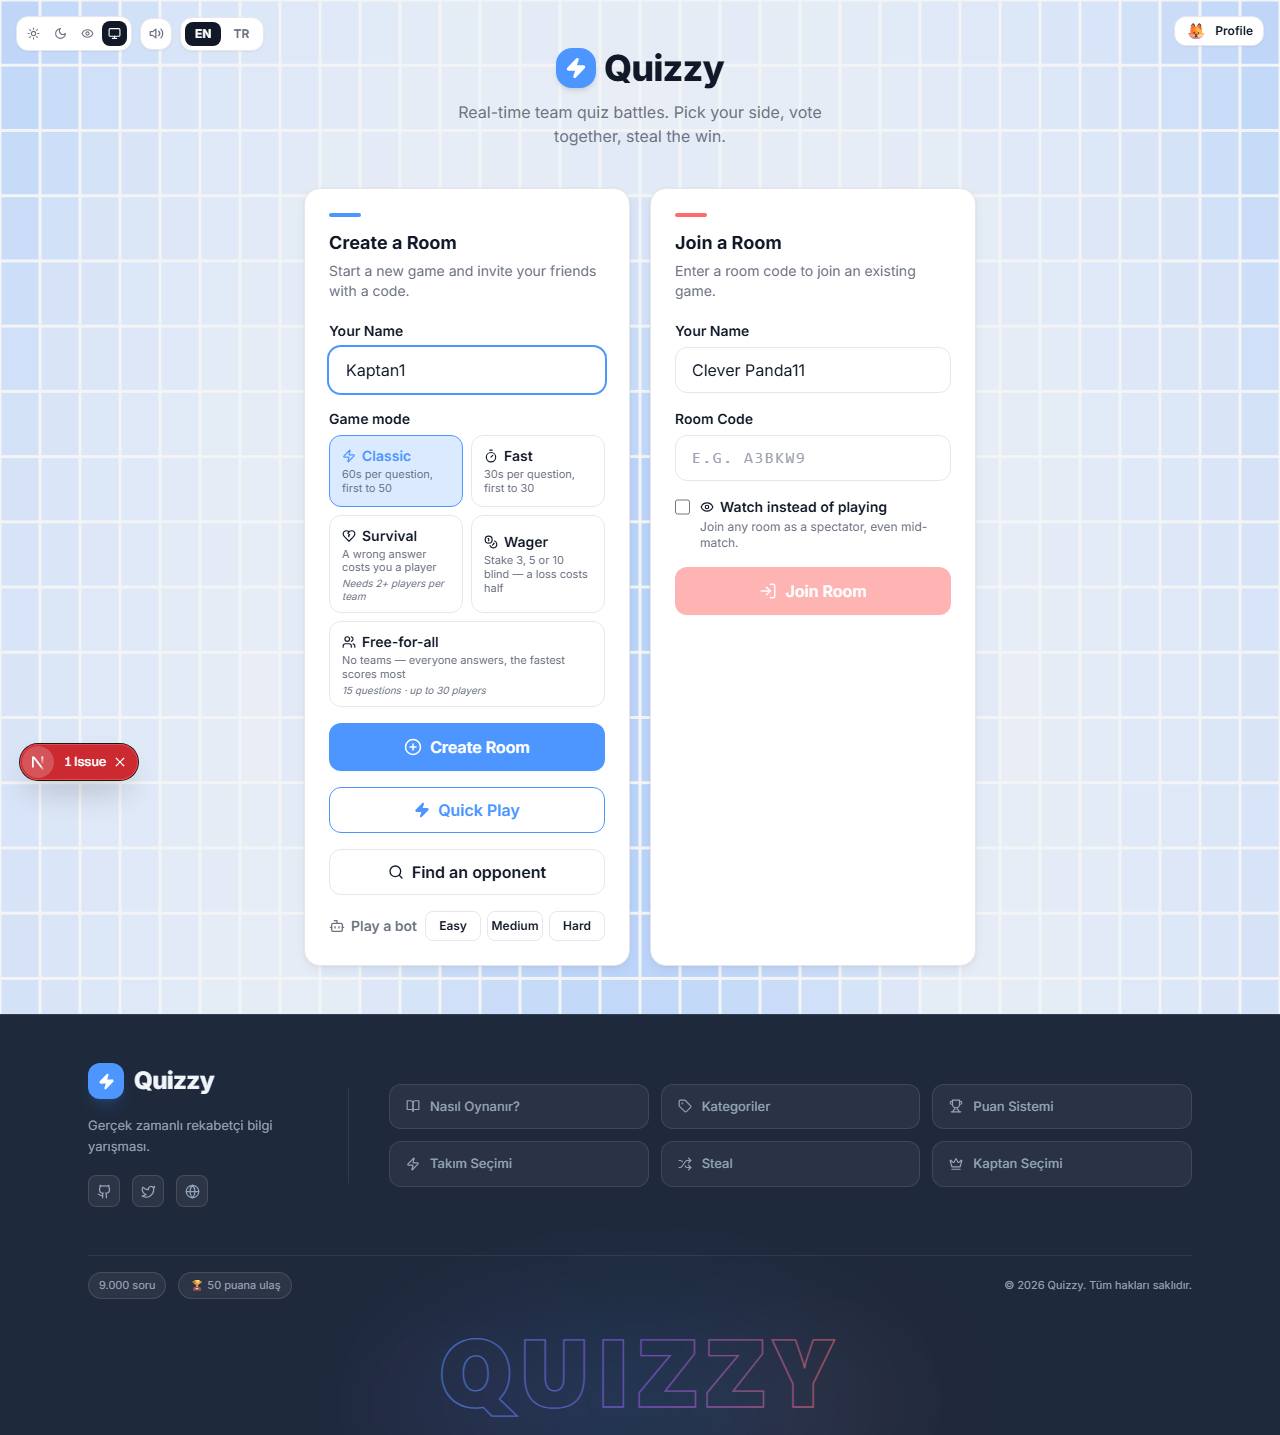 EN
TR
Profile
Quizzy
Real-time team quiz battles. Pick your side, vote
together, steal the win.
Create a Room
Start a new game and invite your friends
with a code.
Your Name
Kaptan1
Game mode
Classic
60s per question,
first to 50
Fast
30s per question,
first to 30
Survival
A wrong answer
costs you a player
Needs 2+ players per
team
Wager
Stake 3, 5 or 10
blind — a loss costs
half
Free-for-all
No teams — everyone answers, the fastest
scores most
15 questions · up to 30 players
Create Room
Quick Play
Find an opponent
Play a bot
Easy
Medium
Hard
Join a Room
Enter a room code to join an existing
game.
Your Name
Clever Panda11
Room Code
E.G. A3BKW9
Watch instead of playing
Join any room as a spectator, even mid-
match.
Join Room
1 Issue
Quizzy
Gerçek zamanlı rekabetçi bilgi
yarışması.
Nasıl Oynanır?
Kategoriler
Puan Sistemi
Takım Seçimi
Steal
Kaptan Seçimi
9.000 soru
50 puana ulaş
© 2026 Quizzy. Tüm hakları saklıdır.
QUIZZY